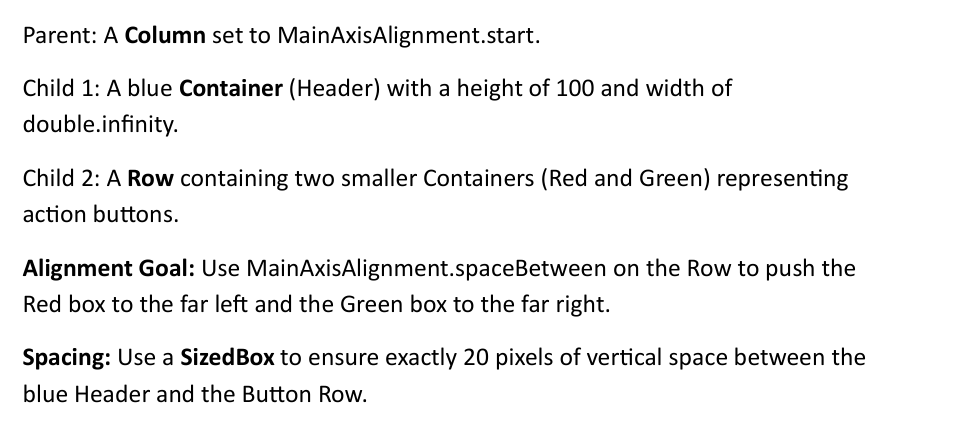 Parent: A Column set to MainAxisAlignment.start.
Child 1: A blue Container (Header) with a height of 100 and width of
double.infinity.
Child 2: A Row containing two smaller Containers (Red and Green) representing
action buttons.
Alignment Goal: Use MainAxisAlignment.spaceBetween on the Row to push the
Red box to the far left and the Green box to the far right.
Spacing: Use a SizedBox to ensure exactly 20 pixels of vertical space between the
blue Header and the Button Row.